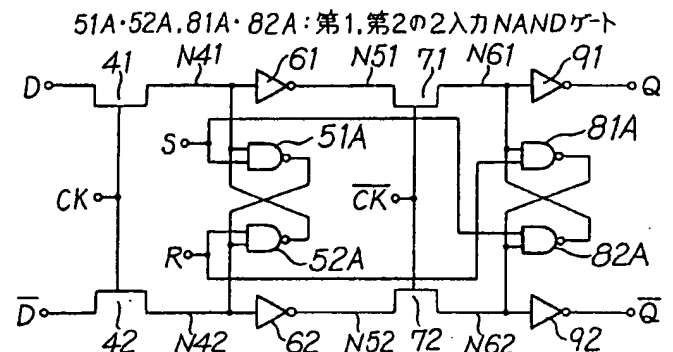 51A・52A,81A・82A:第1,第2の2入力NANDゲート
41 N41 61 N51 71 N61 91
D Q
S 51A 81A
CK C̅K̅
R 52A 82A
D̅ Q̅
42 N42 62 N52 72 N62 92